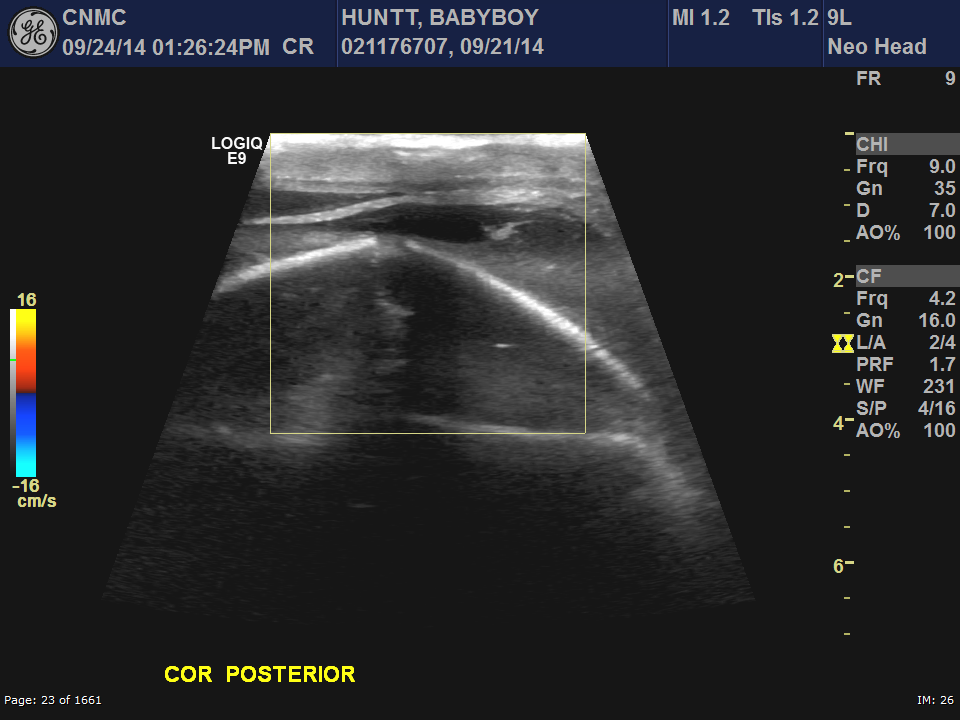 CNMC
09/24/14 01:26:24PM CR
HUNTT, BABYBOY
021176707, 09/21/14
MI 1.2 TIs 1.2
9L
Neo Head
FR 9
LOGIQ
E9
CHI
Frq 9.0
Gn 35
D 7.0
AO% 100
2
CF
Frq 4.2
Gn 16.0
L/A 2/4
PRF 1.7
WF 231
S/P 4/16
AO% 100
4
6
16
-16
cm/s
COR POSTERIOR
Page: 23 of 1661
IM: 26